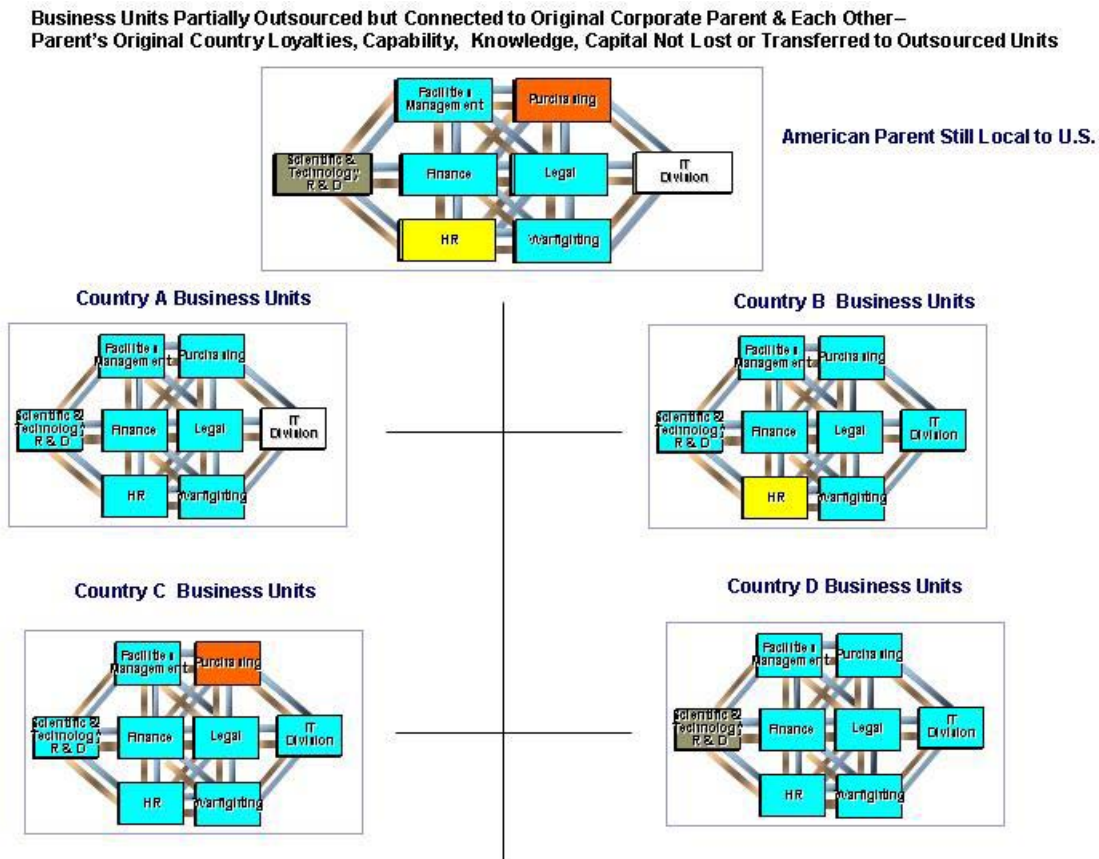 Business Units Partially Outsourced but Connected to Original Corporate Parent & Each Other–
Parent's Original Country Loyalties, Capability, Knowledge, Capital Not Lost or Transferred to Outsourced Units
Facilities
Management
Purchasing
American Parent Still Local to U.S.
Scientific &
Technology
R & D
Finance
Legal
IT
Division
HR
Warfighting
Country A Business Units
Country B Business Units
Facilities
Management
Purchasing
Scientific &
Technology
R & D
Finance
Legal
IT
Division
HR
Warfighting
Facilities
Management
Purchasing
Scientific &
Technology
R & D
Finance
Legal
IT
Division
HR
Warfighting
Country C Business Units
Country D Business Units
Facilities
Management
Purchasing
Scientific &
Technology
R & D
Finance
Legal
IT
Division
HR
Warfighting
Facilities
Management
Purchasing
Scientific &
Technology
R & D
Finance
Legal
IT
Division
HR
Warfighting